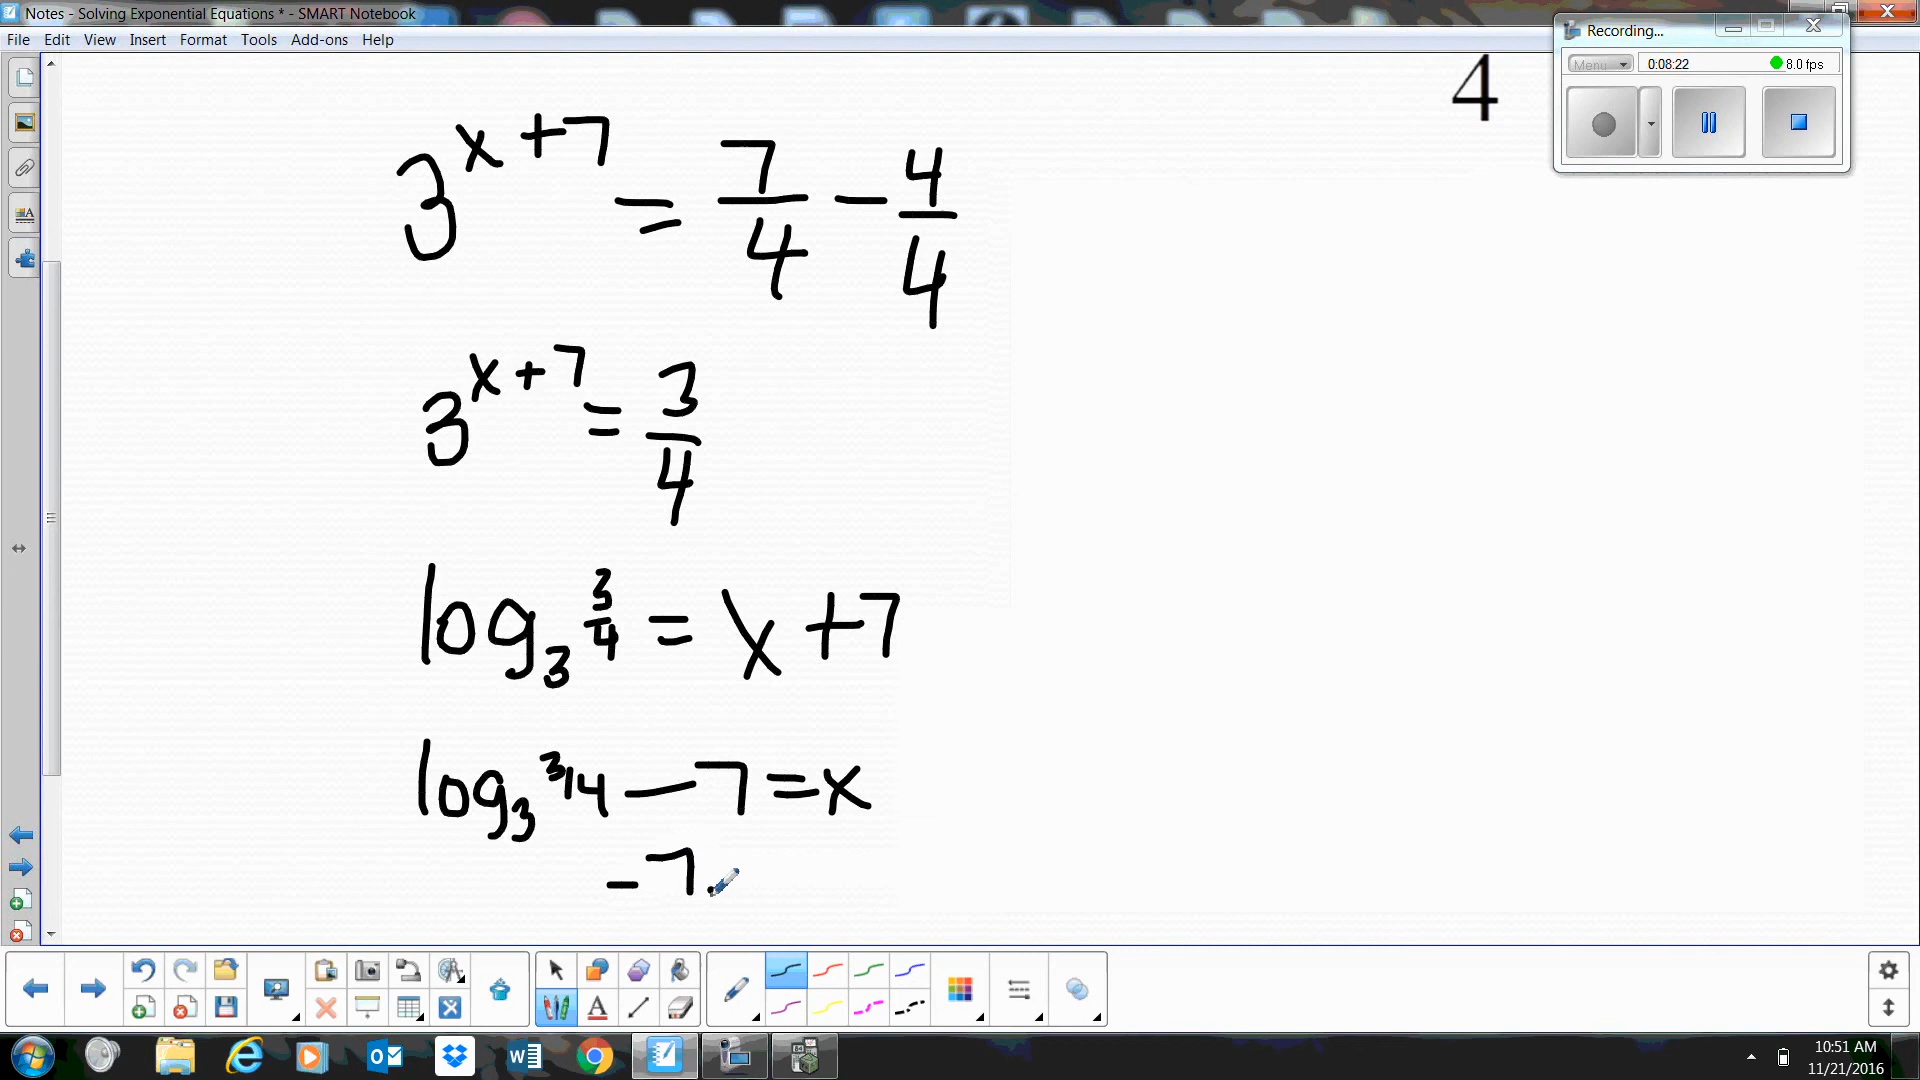 Notes - Solving Exponential Equations * - SMART Notebook
File Edit View Insert Format Tools Add-ons Help
Recording...
Menu 0:08:22 8.0 fps
4
3^{x+7} = 7/4 - 4/4
3^{x+7} = 3/4
log_3 3/4 = x + 7
log_3 3/4 - 7 = x
-7.
10:51 AM
11/21/2016